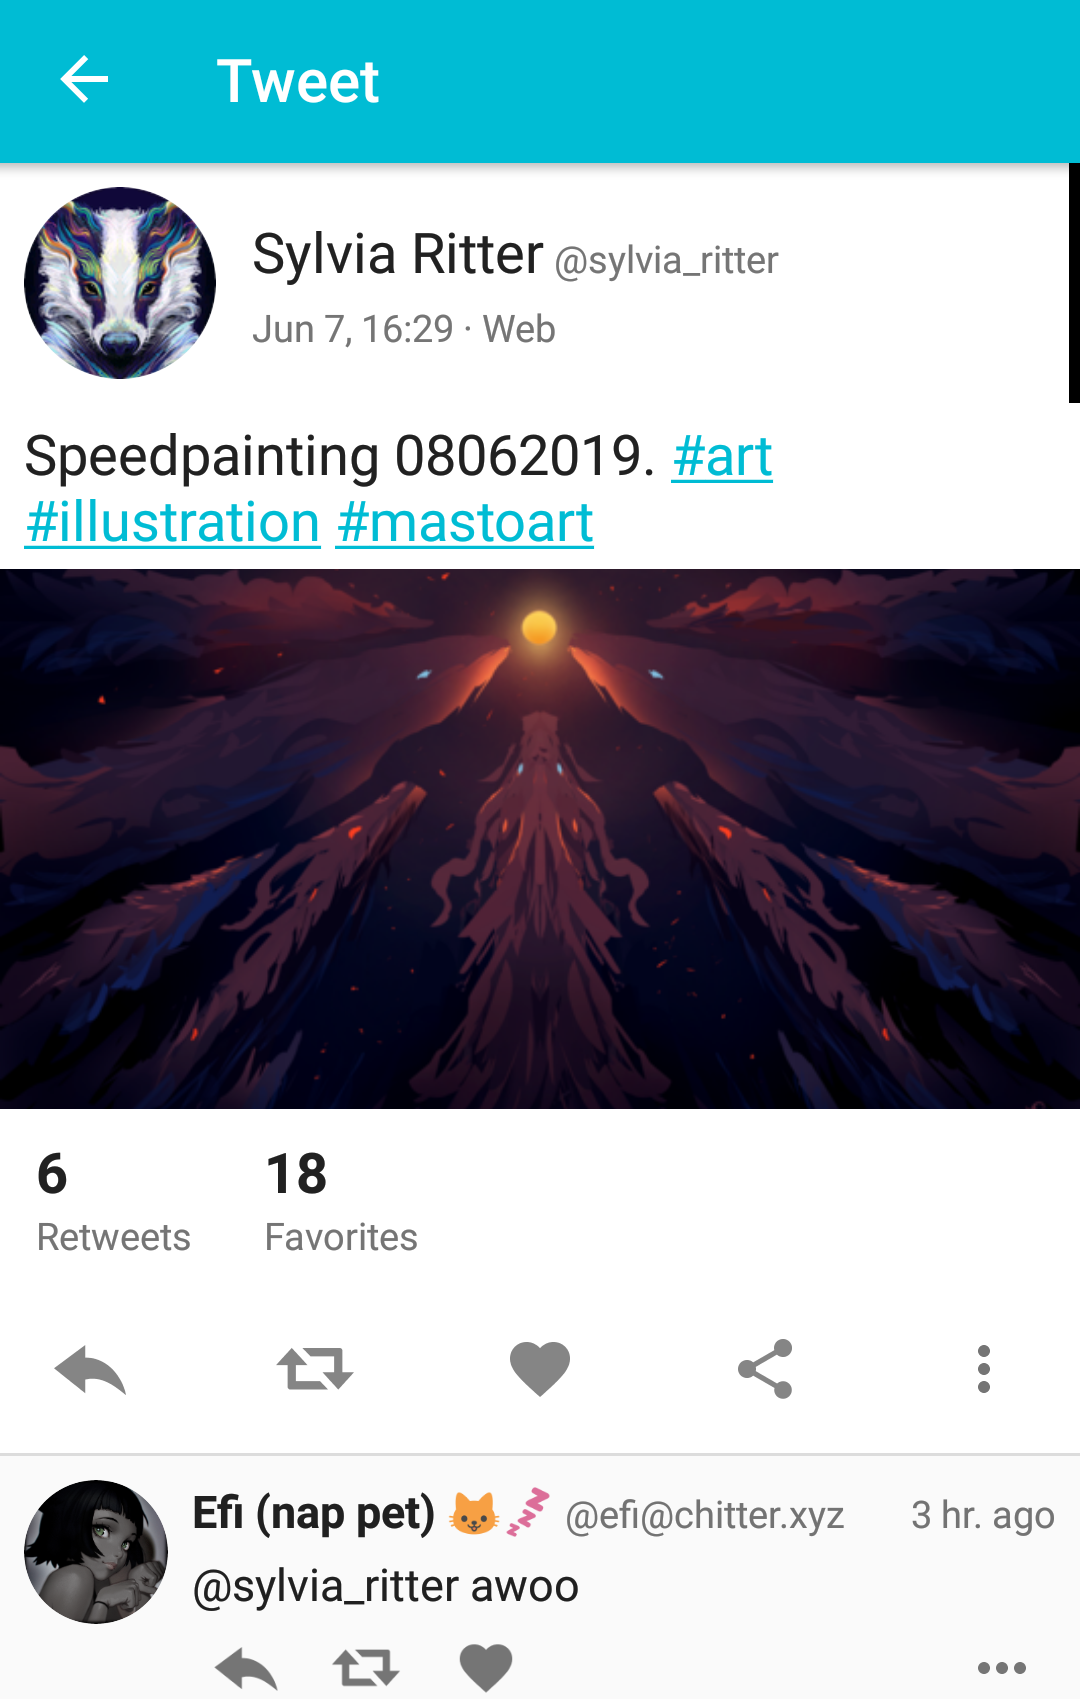 Tweet
Sylvia Ritter @sylvia_ritter
Jun 7, 16:29 · Web
Speedpainting 08062019. #art
#illustration #mastoart
6 18
Retweets Favorites
Efi (nap pet) 😺💤 @efi@chitter.xyz 3 hr. ago
@sylvia_ritter awoo